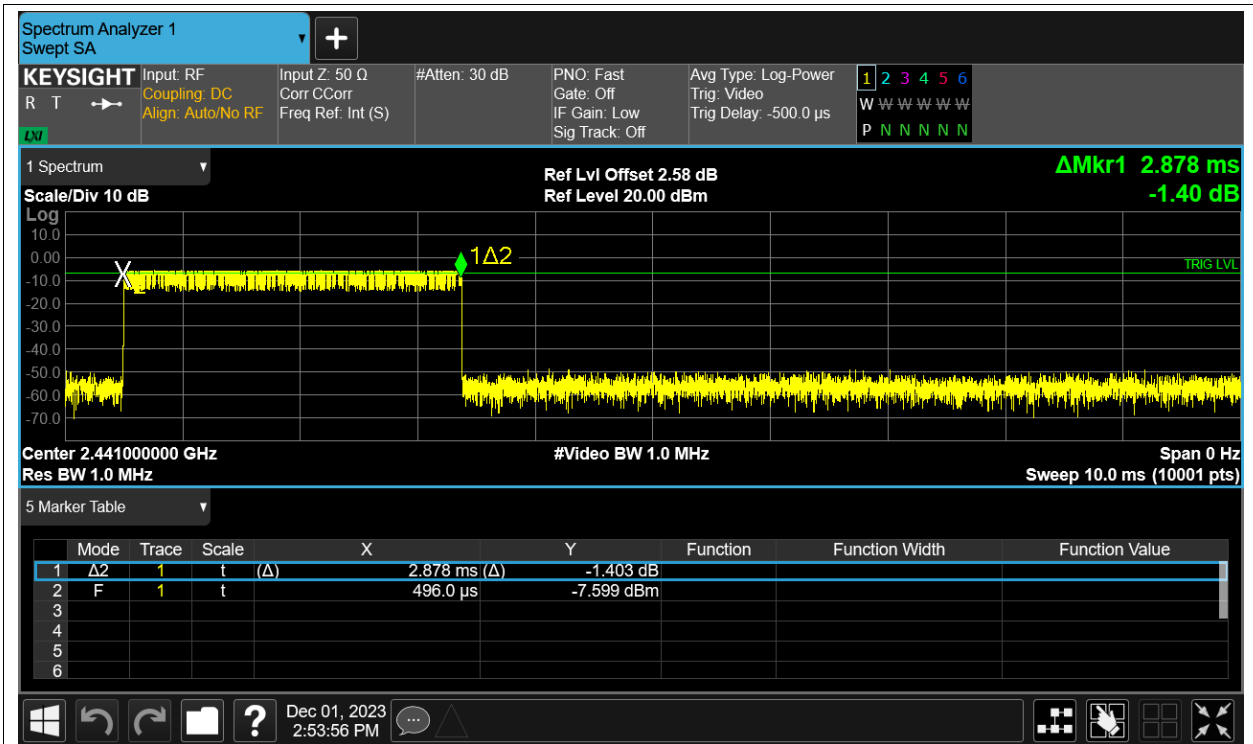 Spectrum Analyzer 1
Swept SA
KEYSIGHT
R T
LXI
Input: RF
Coupling: DC
Align: Auto/No RF
Input Z: 50 Ω
Corr CCorr
Freq Ref: Int (S)
#Atten: 30 dB
PNO: Fast
Gate: Off
IF Gain: Low
Sig Track: Off
Avg Type: Log-Power
Trig: Video
Trig Delay: -500.0 µs
1 2 3 4 5 6
W W W W W W
P N N N N N
1 Spectrum
Scale/Div 10 dB
Ref Lvl Offset 2.58 dB
Ref Level 20.00 dBm
ΔMkr1 2.878 ms
-1.40 dB
Log
10.0
0.00
-10.0
-20.0
-30.0
-40.0
-50.0
-60.0
-70.0
1Δ2
TRIG LVL
Center 2.441000000 GHz
#Video BW 1.0 MHz
Span 0 Hz
Res BW 1.0 MHz
Sweep 10.0 ms (10001 pts)
5 Marker Table
Mode Trace Scale X Y Function Function Width Function Value
1 Δ2 1 t (Δ) 2.878 ms (Δ) -1.403 dB
2 F 1 t 496.0 µs -7.599 dBm
3
4
5
6
?
Dec 01, 2023
2:53:56 PM